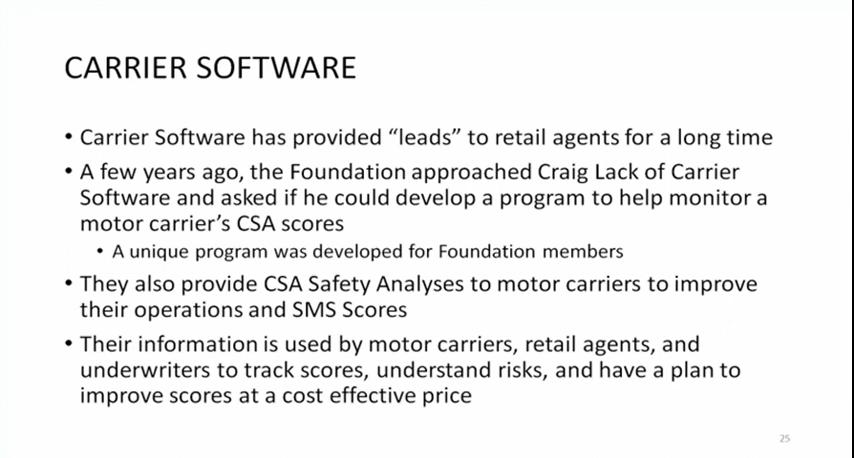 CARRIER SOFTWARE
• Carrier Software has provided “leads” to retail agents for a long time
• A few years ago, the Foundation approached Craig Lack of Carrier
Software and asked if he could develop a program to help monitor a
motor carrier’s CSA scores
• A unique program was developed for Foundation members
• They also provide CSA Safety Analyses to motor carriers to improve
their operations and SMS Scores
• Their information is used by motor carriers, retail agents, and
underwriters to track scores, understand risks, and have a plan to
improve scores at a cost effective price
25